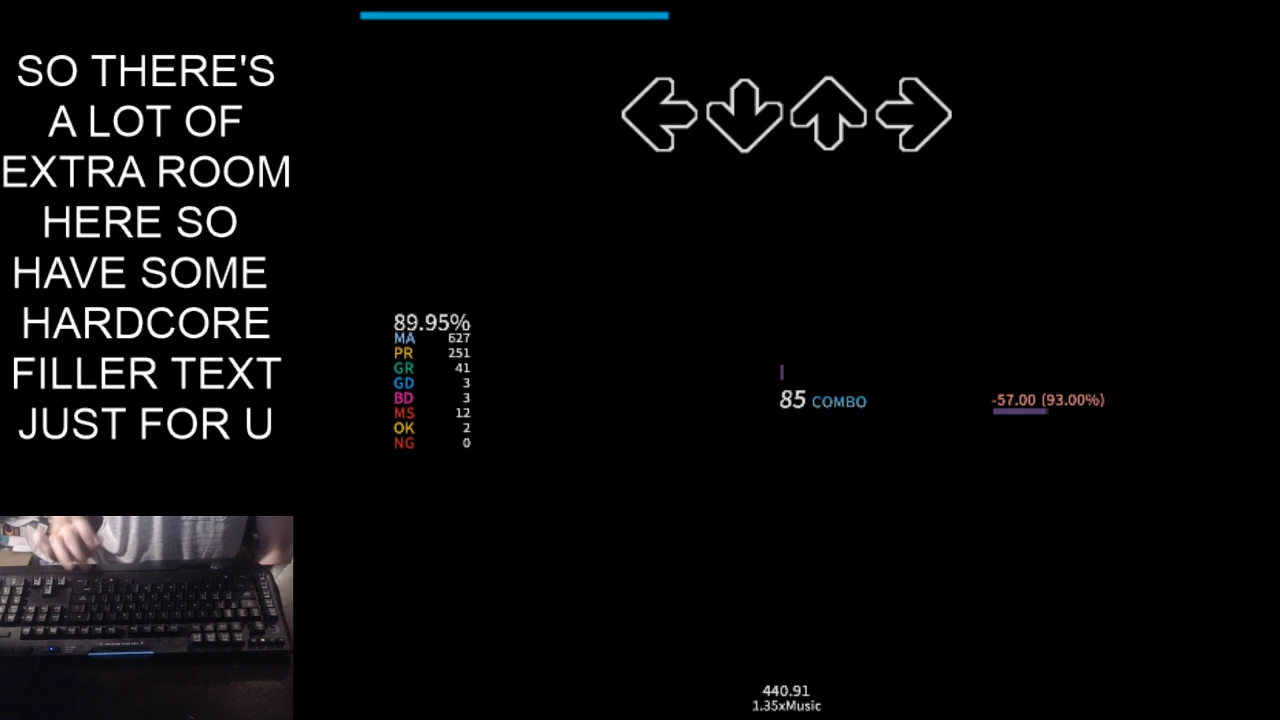 SO THERE'S
A LOT OF
EXTRA ROOM
HERE SO
HAVE SOME
HARDCORE
FILLER TEXT
JUST FOR U
89.95%
MA 627
PR 251
GR 41
GD 3
BD 3
MS 12
OK 2
NG 0
85 COMBO
-57.00 (93.00%)
440.91
1.35xMusic